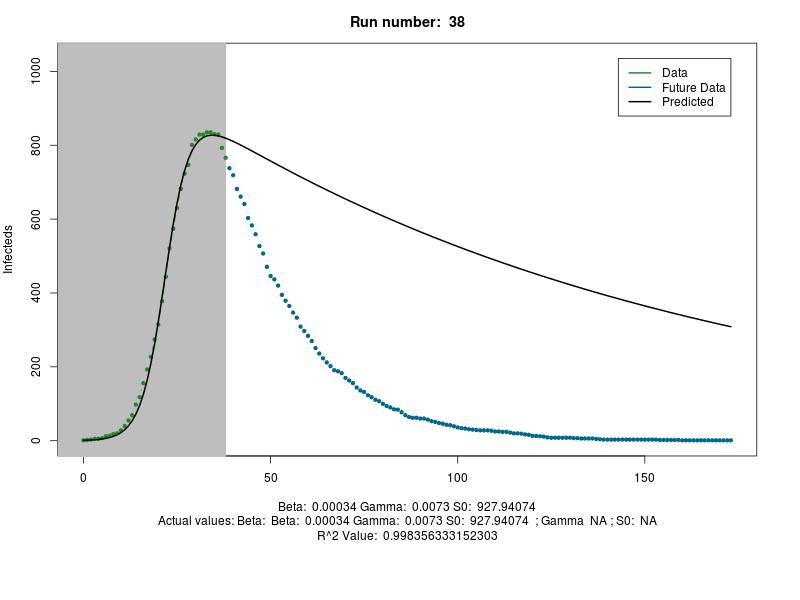 Run number: 38
Data
Future Data
Predicted
1000
800
600
400
200
0
Infecteds
0 50 100 150
Beta: 0.00034 Gamma: 0.0073 S0: 927.94074
Actual values: Beta: Beta: 0.00034 Gamma: 0.0073 S0: 927.94074 ; Gamma NA ; S0: NA
R^2 Value: 0.998356333152303